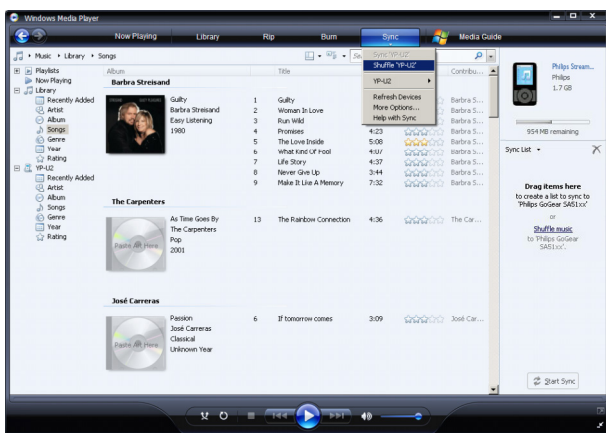 Windows Media Player
Now Playing
Library
Rip
Burn
Sync
Media Guide
Music
Library
Songs
Sync 'YP-U2'
Shuffle 'YP-U2'
YP-U2
Refresh Devices
More Options...
Help with Sync
Playlists
Now Playing
Library
Recently Added
Artist
Album
Songs
Genre
Year
Rating
YP-U2
Recently Added
Artist
Album
Songs
Genre
Year
Rating
Album
Title
Contribu...
Barbra Streisand
Guilty
Barbra Streisand
Easy Listening
1980
1 Guilty Barbra S...
2 Woman In Love Barbra S...
3 Run Wild Barbra S...
4 Promises 4:23 Barbra S...
5 The Love Inside 5:08 Barbra S...
6 What Kind Of Fool 4:07 Barbra S...
7 Life Story 4:37 Barbra S...
8 Never Give Up 3:44 Barbra S...
9 Make It Like A Memory 7:32 Barbra S...
The Carpenters
Paste Art Here
As Time Goes By
The Carpenters
Pop
2001
13 The Rainbow Connection 4:36 The Car...
José Carreras
Paste Art Here
Passion
José Carreras
Classical
Unknown Year
6 If tomorrow comes 3:09 José Car...
Philips Stream...
Philips
1.7 GB
954 MB remaining
Sync List
Drag items here
to create a list to sync to
'Philips GoGear SA51xx'.
or
Shuffle music
to 'Philips GoGear
SA51xx'.
Start Sync